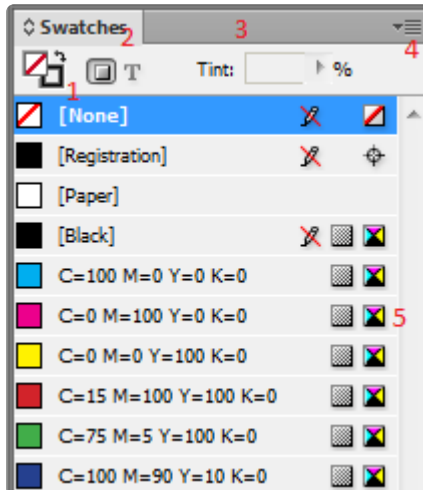 Swatches 2 3
4
1 T Tint: %
[None]
[Registration]
[Paper]
[Black]
C=100 M=0 Y=0 K=0
C=0 M=100 Y=0 K=0 5
C=0 M=0 Y=100 K=0
C=15 M=100 Y=100 K=0
C=75 M=5 Y=100 K=0
C=100 M=90 Y=10 K=0